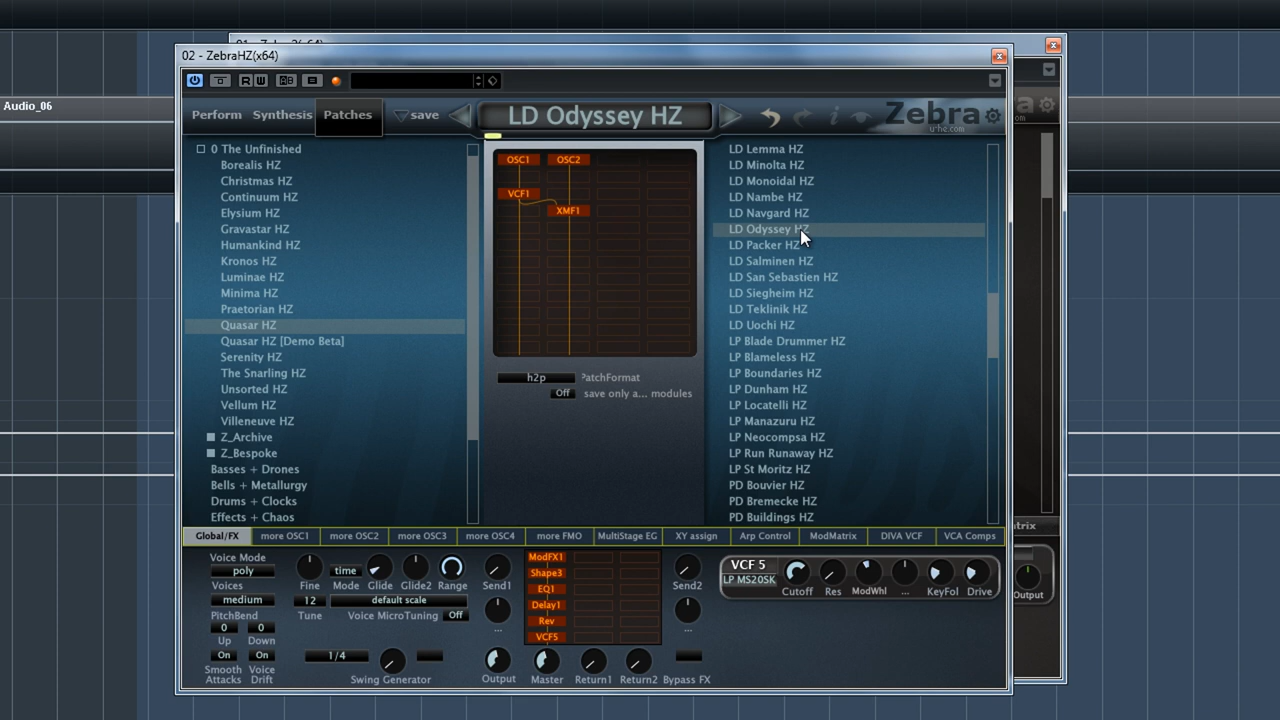 02 - ZebraHZ(x64)
R W
Audio_06
Perform Synthesis Patches save LD Odyssey HZ Zebra
u-he.com
0 The Unfinished
Borealis HZ
Christmas HZ
Continuum HZ
Elysium HZ
Gravastar HZ
Humankind HZ
Kronos HZ
Luminae HZ
Minima HZ
Praetorian HZ
Quasar HZ
Quasar HZ [Demo Beta]
Serenity HZ
The Snarling HZ
Unsorted HZ
Vellum HZ
Villeneuve HZ
Z_Archive
Z_Bespoke
Basses + Drones
Bells + Metallurgy
Drums + Clocks
Effects + Chaos
OSC1 OSC2
VCF1
XMF1
h2p PatchFormat
Off save only a... modules
LD Lemma HZ
LD Minolta HZ
LD Monoidal HZ
LD Nambe HZ
LD Navgard HZ
LD Odyssey HZ
LD Packer HZ
LD Salminen HZ
LD San Sebastien HZ
LD Siegheim HZ
LD Teklinik HZ
LD Uochi HZ
LP Blade Drummer HZ
LP Blameless HZ
LP Boundaries HZ
LP Dunham HZ
LP Locatelli HZ
LP Manazuru HZ
LP Neocompsa HZ
LP Run Runaway HZ
LP St Moritz HZ
PD Bouvier HZ
PD Bremecke HZ
PD Buildings HZ
Global/FX more OSC1 more OSC2 more OSC3 more OSC4 more FMO MultiStage EG XY assign Arp Control ModMatrix DIVA VCF VCA Comps
Voice Mode
poly
Voices
medium
PitchBend
0 0
Up Down
On On
Smooth Voice
Attacks Drift
time
Fine Mode Glide Glide2 Range
12 default scale
Tune Voice MicroTuning Off
1/4
Swing Generator
Send1
...
Output
ModFX1
Shape3
EQ1
Delay1
Rev
VCF5
Master Return1 Return2 Bypass FX
Send2
...
VCF 5
LP MS20SK
Cutoff Res ModWhl ... KeyFol Drive
Output